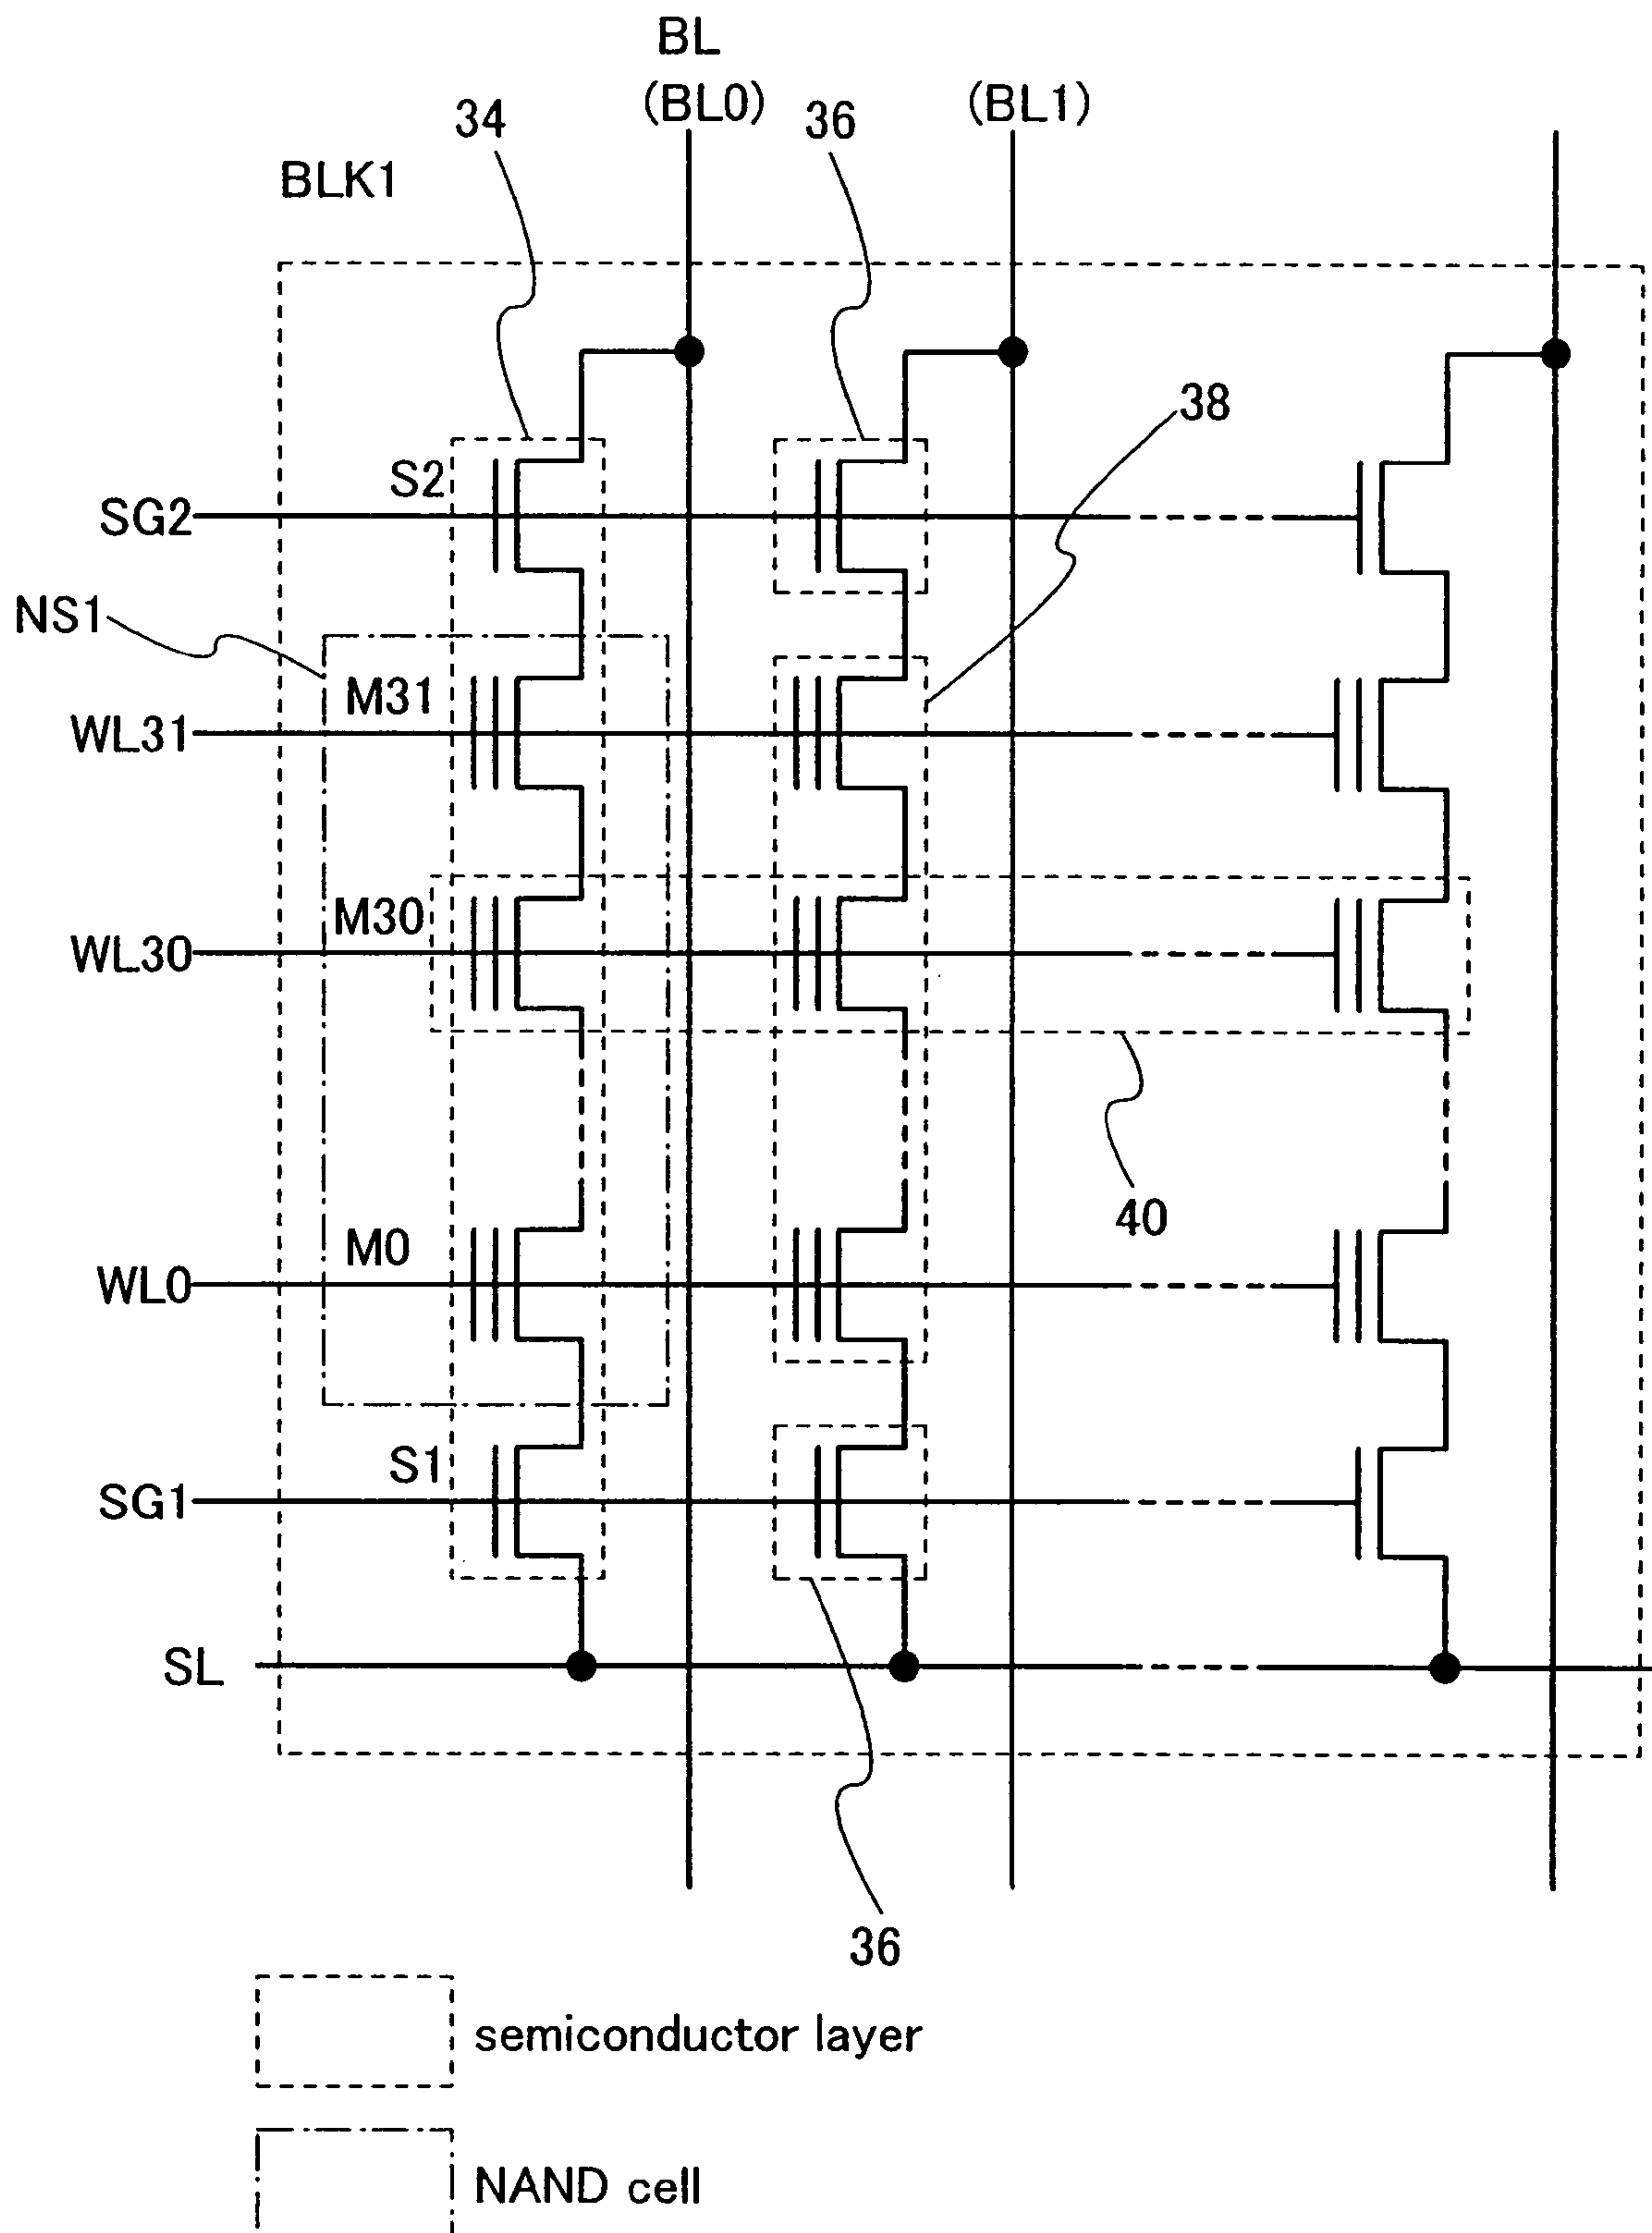 BL
(BL0)
(BL1)
34
36
BLK1
38
S2
SG2
NS1
M31
WL31
M30
WL30
40
M0
WL0
S1
SG1
SL
36
semiconductor layer
NAND cell